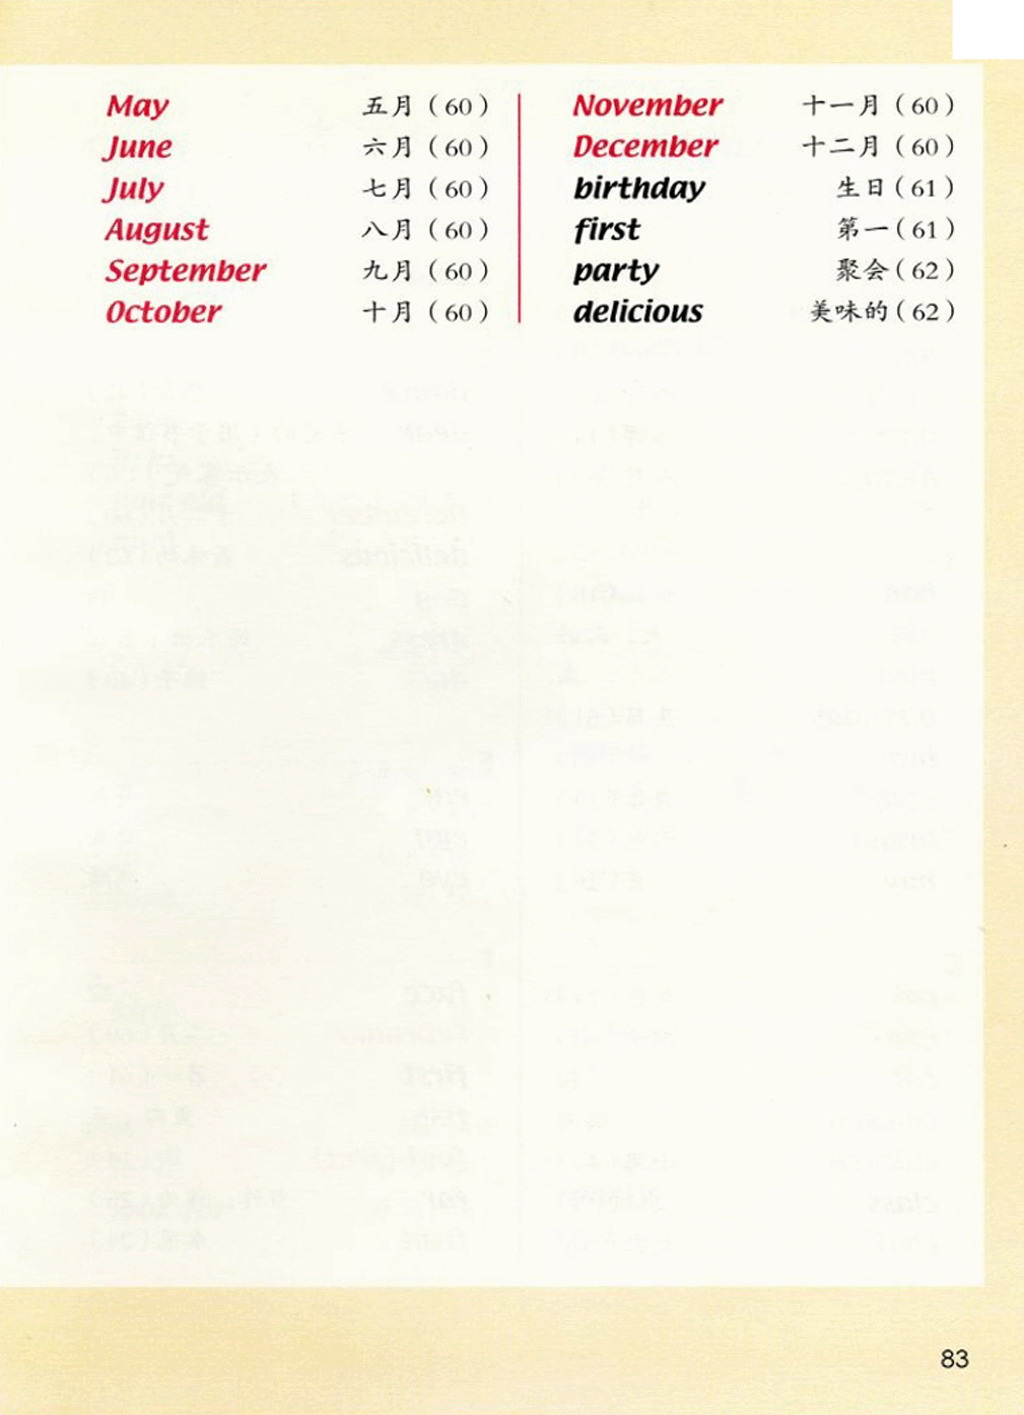 May 五月（60）
June 六月（60）
July 七月（60）
August 八月（60）
September 九月（60）
October 十月（60）
November 十一月（60）
December 十二月（60）
birthday 生日（61）
first 第一（61）
party 聚会（62）
delicious 美味的（62）
83